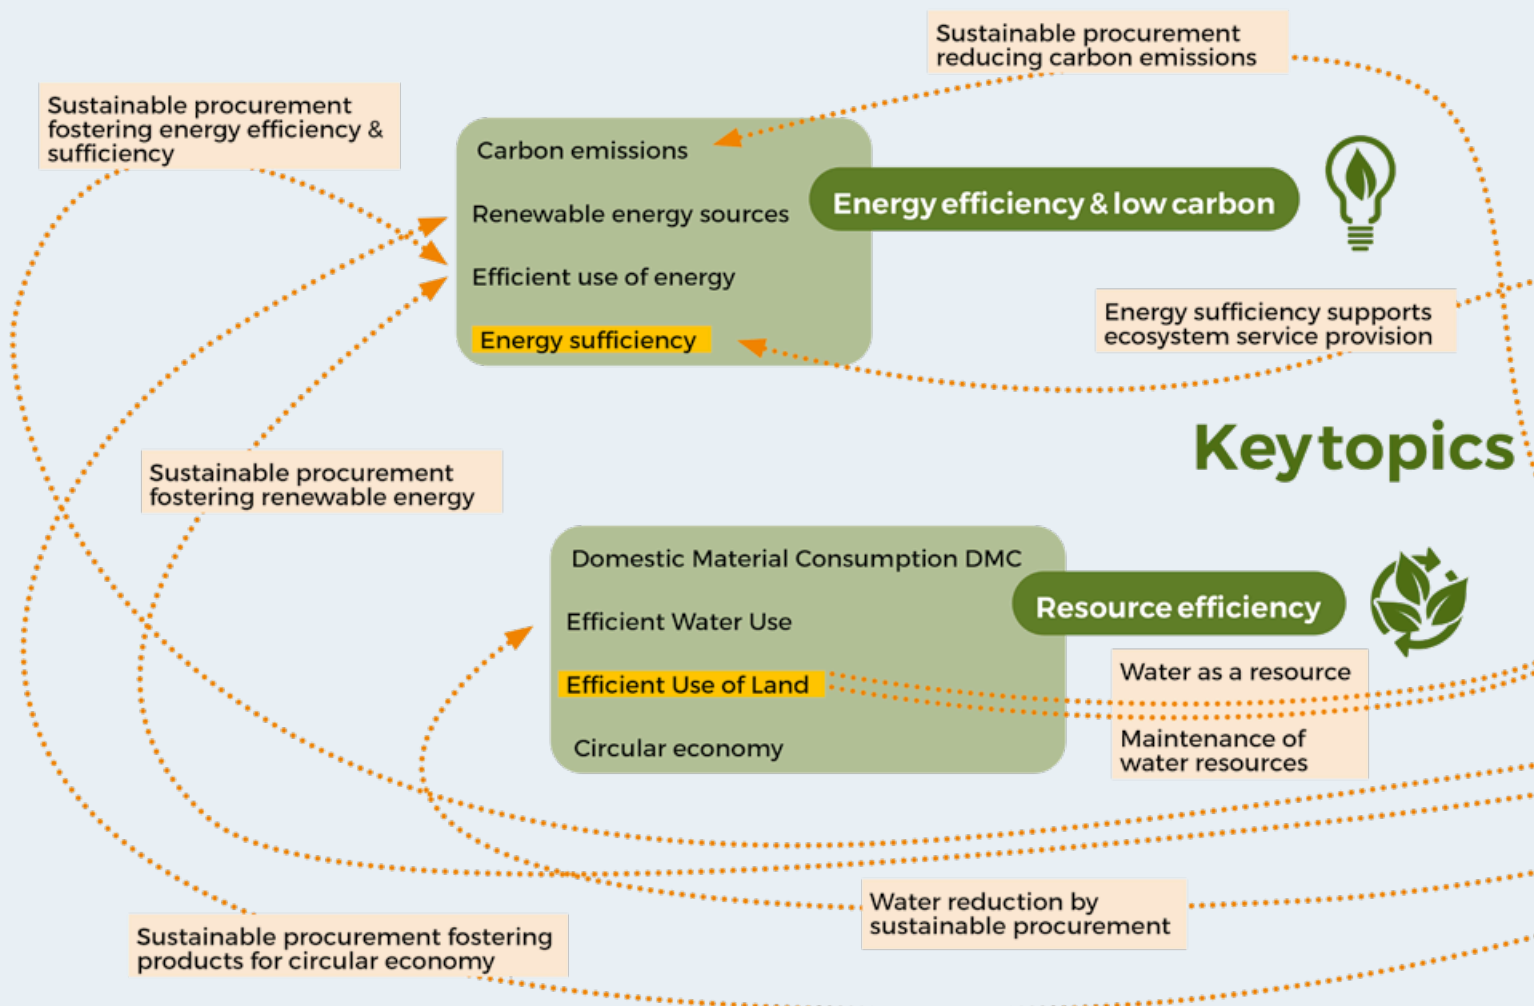 Sustainable procurement
reducing carbon emissions
Sustainable procurement
fostering energy efficiency &
sufficiency
Carbon emissions
Renewable energy sources
Efficient use of energy
Energy sufficiency
Energy efficiency & low carbon
Energy sufficiency supports
ecosystem service provision
Key topics
Sustainable procurement
fostering renewable energy
Domestic Material Consumption DMC
Efficient Water Use
Efficient Use of Land
Circular economy
Resource efficiency
Water as a resource
Maintenance of
water resources
Water reduction by
sustainable procurement
Sustainable procurement fostering
products for circular economy